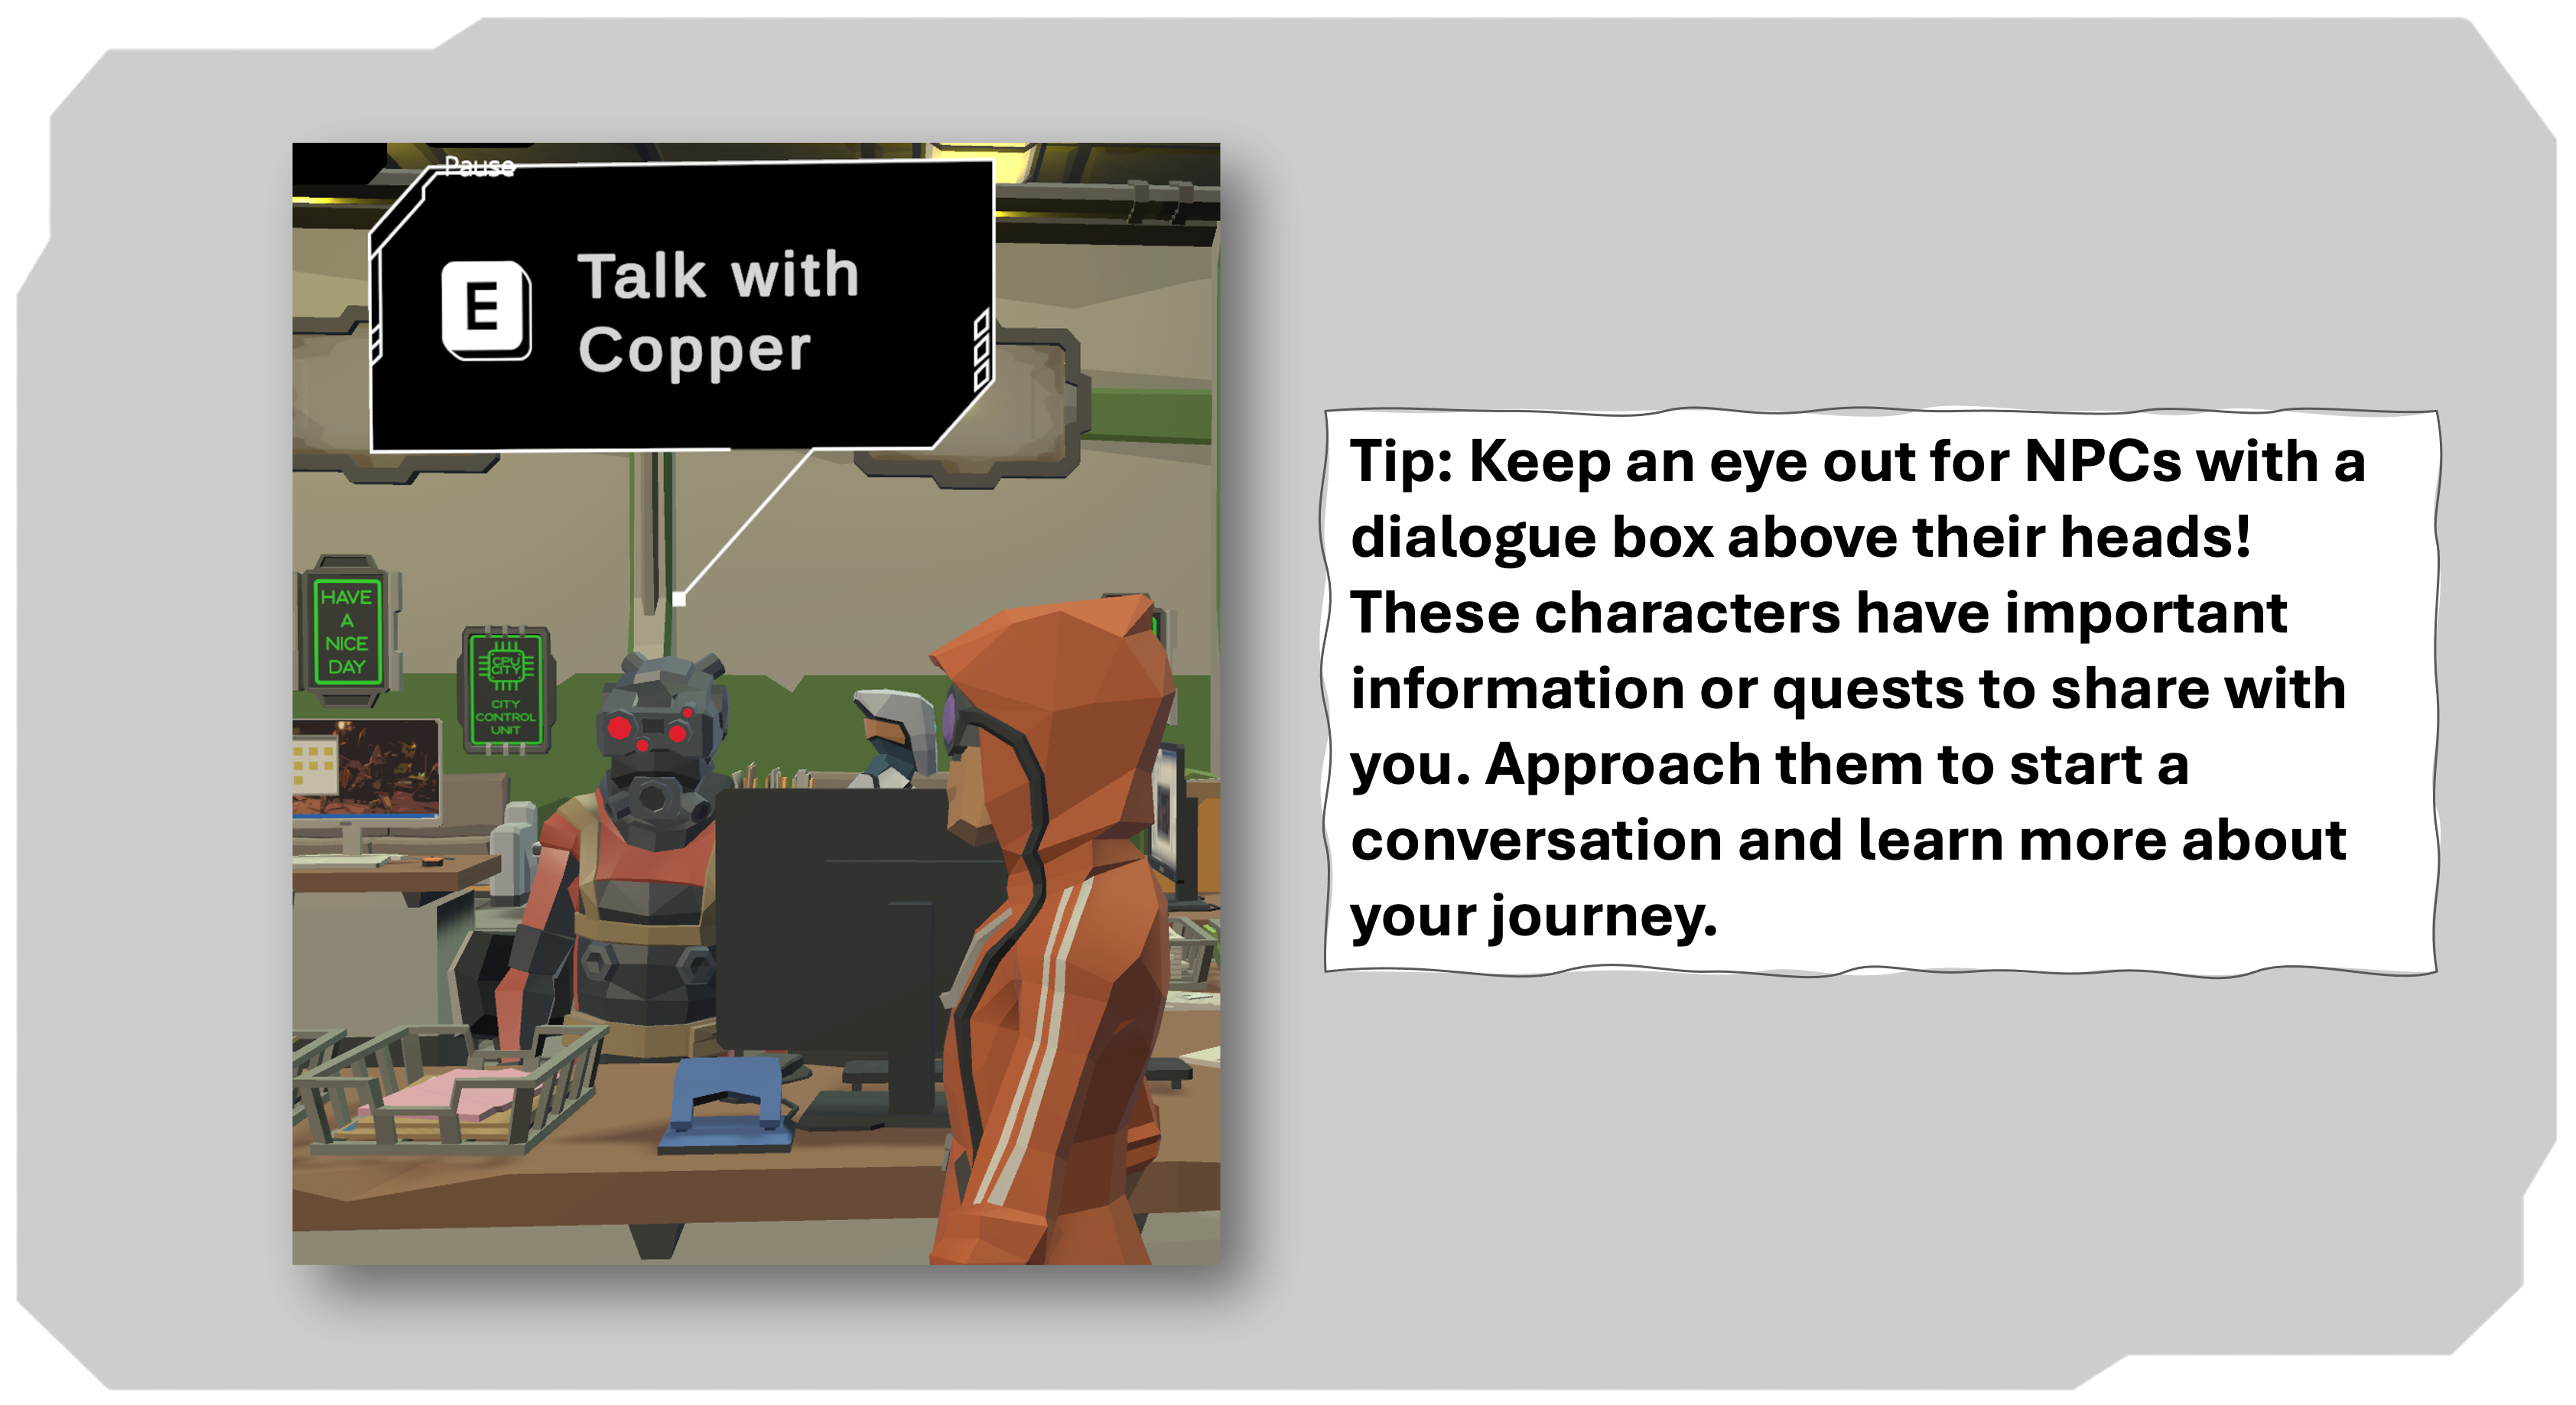 Pause
E
Talk with
Copper
HAVE
A
NICE
DAY
CPU
CITY
CITY
CONTROL
UNIT
Tip: Keep an eye out for NPCs with a
dialogue box above their heads!
These characters have important
information or quests to share with
you. Approach them to start a
conversation and learn more about
your journey.